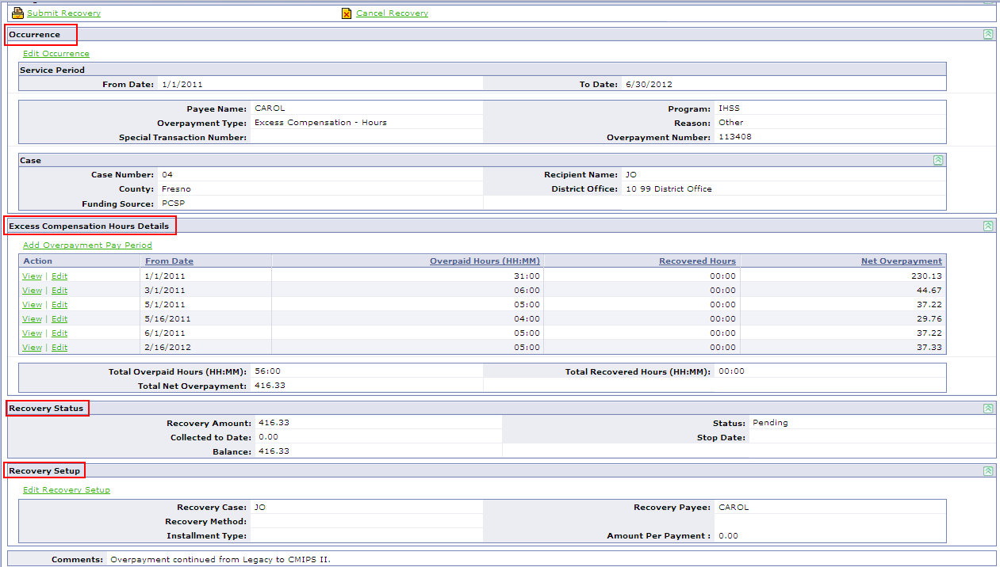 Submit Recovery Cancel Recovery
Occurrence
Edit Occurrence
Service Period
From Date: 1/1/2011 To Date: 6/30/2012
Payee Name: CAROL Program: IHSS
Overpayment Type: Excess Compensation - Hours Reason: Other
Special Transaction Number: Overpayment Number: 113408
Case
Case Number: 04 Recipient Name: JO
County: Fresno District Office: 10 99 District Office
Funding Source: PCSP
Excess Compensation Hours Details
Add Overpayment Pay Period
Action From Date Overpaid Hours (HH:MM) Recovered Hours Net Overpayment
View | Edit 1/1/2011 31:00 00:00 230.13
View | Edit 3/1/2011 06:00 00:00 44.67
View | Edit 5/1/2011 05:00 00:00 37.22
View | Edit 5/16/2011 04:00 00:00 29.76
View | Edit 6/1/2011 05:00 00:00 37.22
View | Edit 2/16/2012 05:00 00:00 37.33
Total Overpaid Hours (HH:MM): 56:00 Total Recovered Hours (HH:MM): 00:00
Total Net Overpayment: 416.33
Recovery Status
Recovery Amount: 416.33 Status: Pending
Collected to Date: 0.00 Stop Date:
Balance: 416.33
Recovery Setup
Edit Recovery Setup
Recovery Case: JO Recovery Payee: CAROL
Recovery Method:
Installment Type: Amount Per Payment : 0.00
Comments: Overpayment continued from Legacy to CMIPS II.